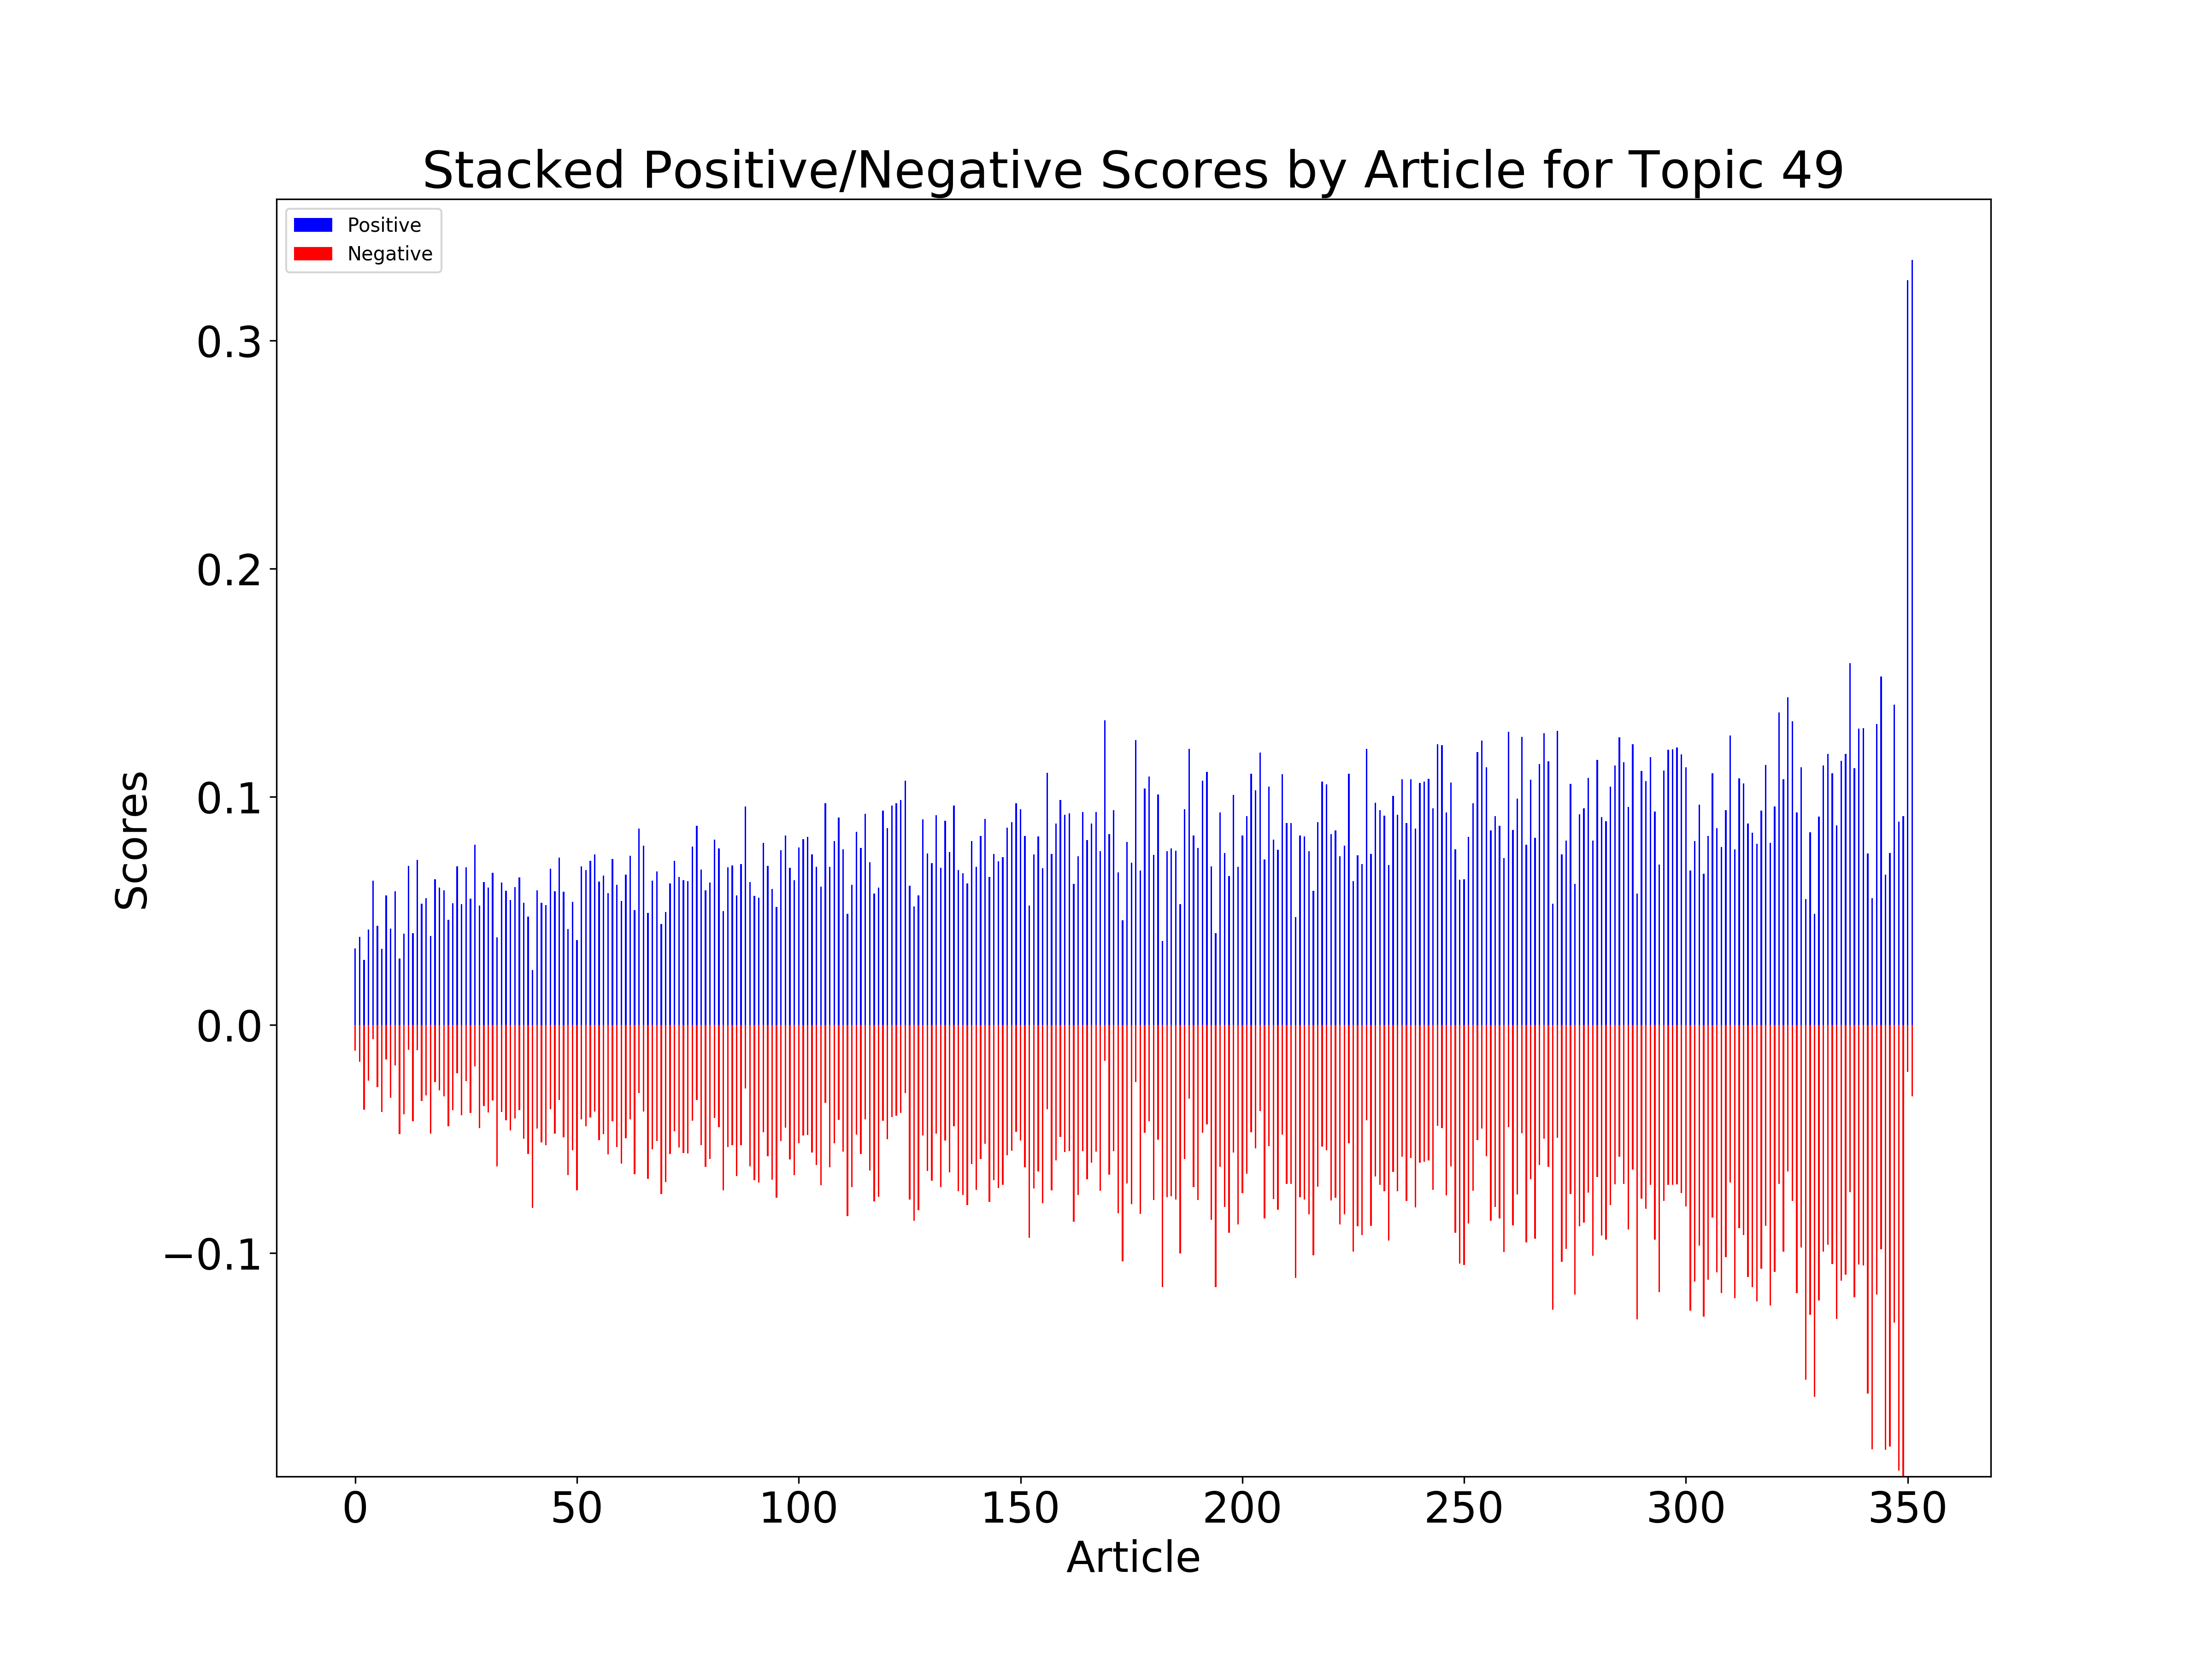 Stacked Positive/Negative Scores by Article for Topic 49
Positive
Negative
0.3
0.2
0.1
0.0
−0.1
Scores
0 50 100 150 200 250 300 350
Article